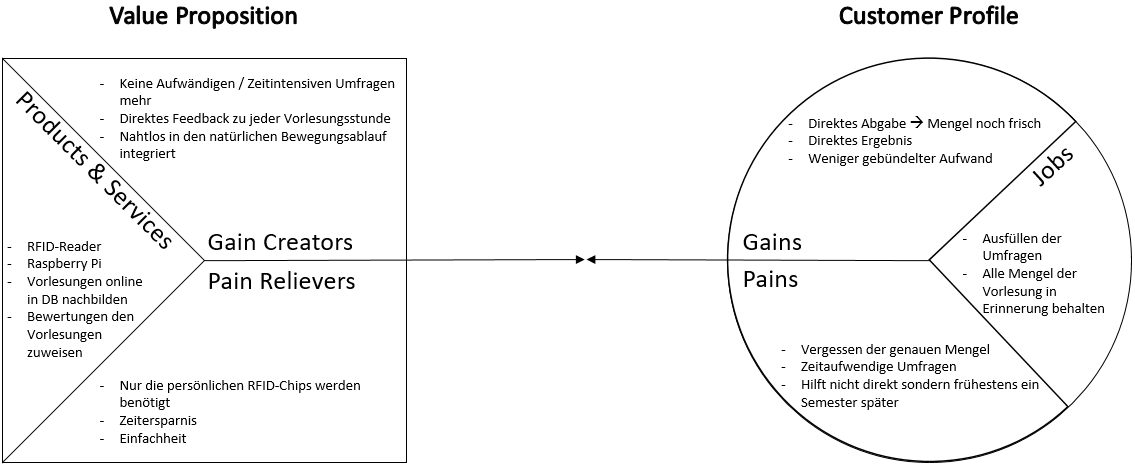 Value Proposition
- Keine Aufwändigen / Zeitintensiven Umfragen
mehr
- Direktes Feedback zu jeder Vorlesungsstunde
- Nahtlos in den natürlichen Bewegungsablauf
integriert
Products & Services
- RFID-Reader
- Raspberry Pi
- Vorlesungen online
in DB nachbilden
- Bewertungen den
Vorlesungen
zuweisen
Gain Creators
Pain Relievers
- Nur die persönlichen RFID-Chips werden
benötigt
- Zeitersparnis
- Einfachheit
Customer Profile
- Direktes Abgabe → Mengel noch frisch
- Direktes Ergebnis
- Weniger gebündelter Aufwand
Gains
Jobs
- Ausfüllen der
Umfragen
- Alle Mengel der
Vorlesung in
Erinnerung behalten
Pains
- Vergessen der genauen Mengel
- Zeitaufwendige Umfragen
- Hilft nicht direkt sondern frühestens ein
Semester später